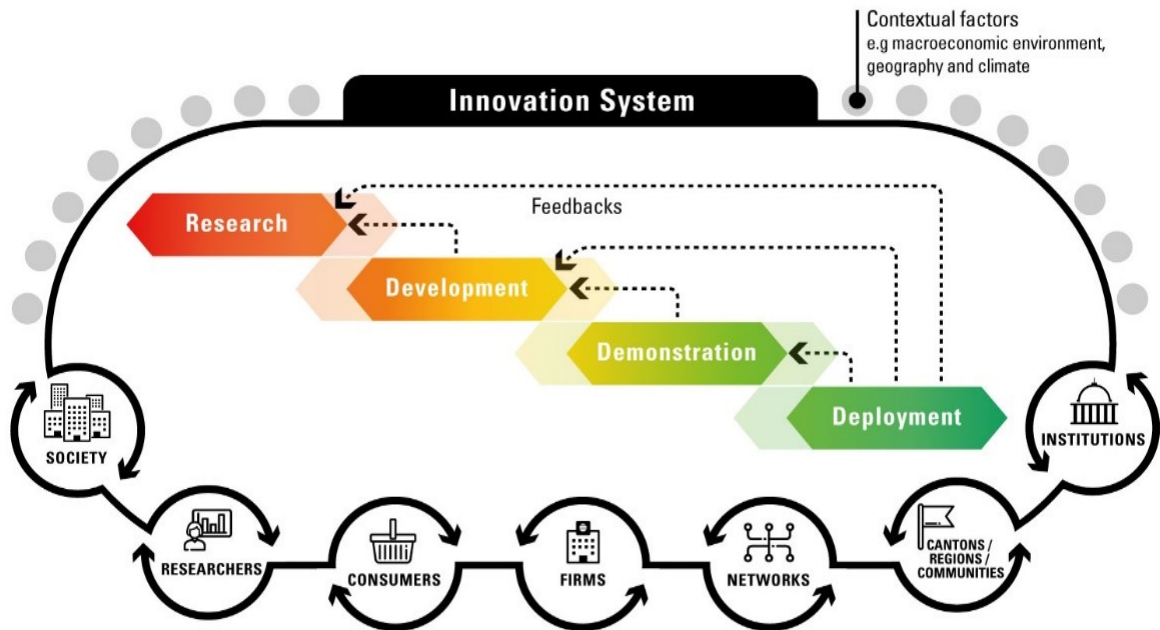 Contextual factors
e.g macroeconomic environment,
geography and climate
Innovation System
Research
Feedbacks
Development
Demonstration
Deployment
SOCIETY
INSTITUTIONS
RESEARCHERS
CONSUMERS
FIRMS
NETWORKS
CANTONS /
REGIONS /
COMMUNITIES